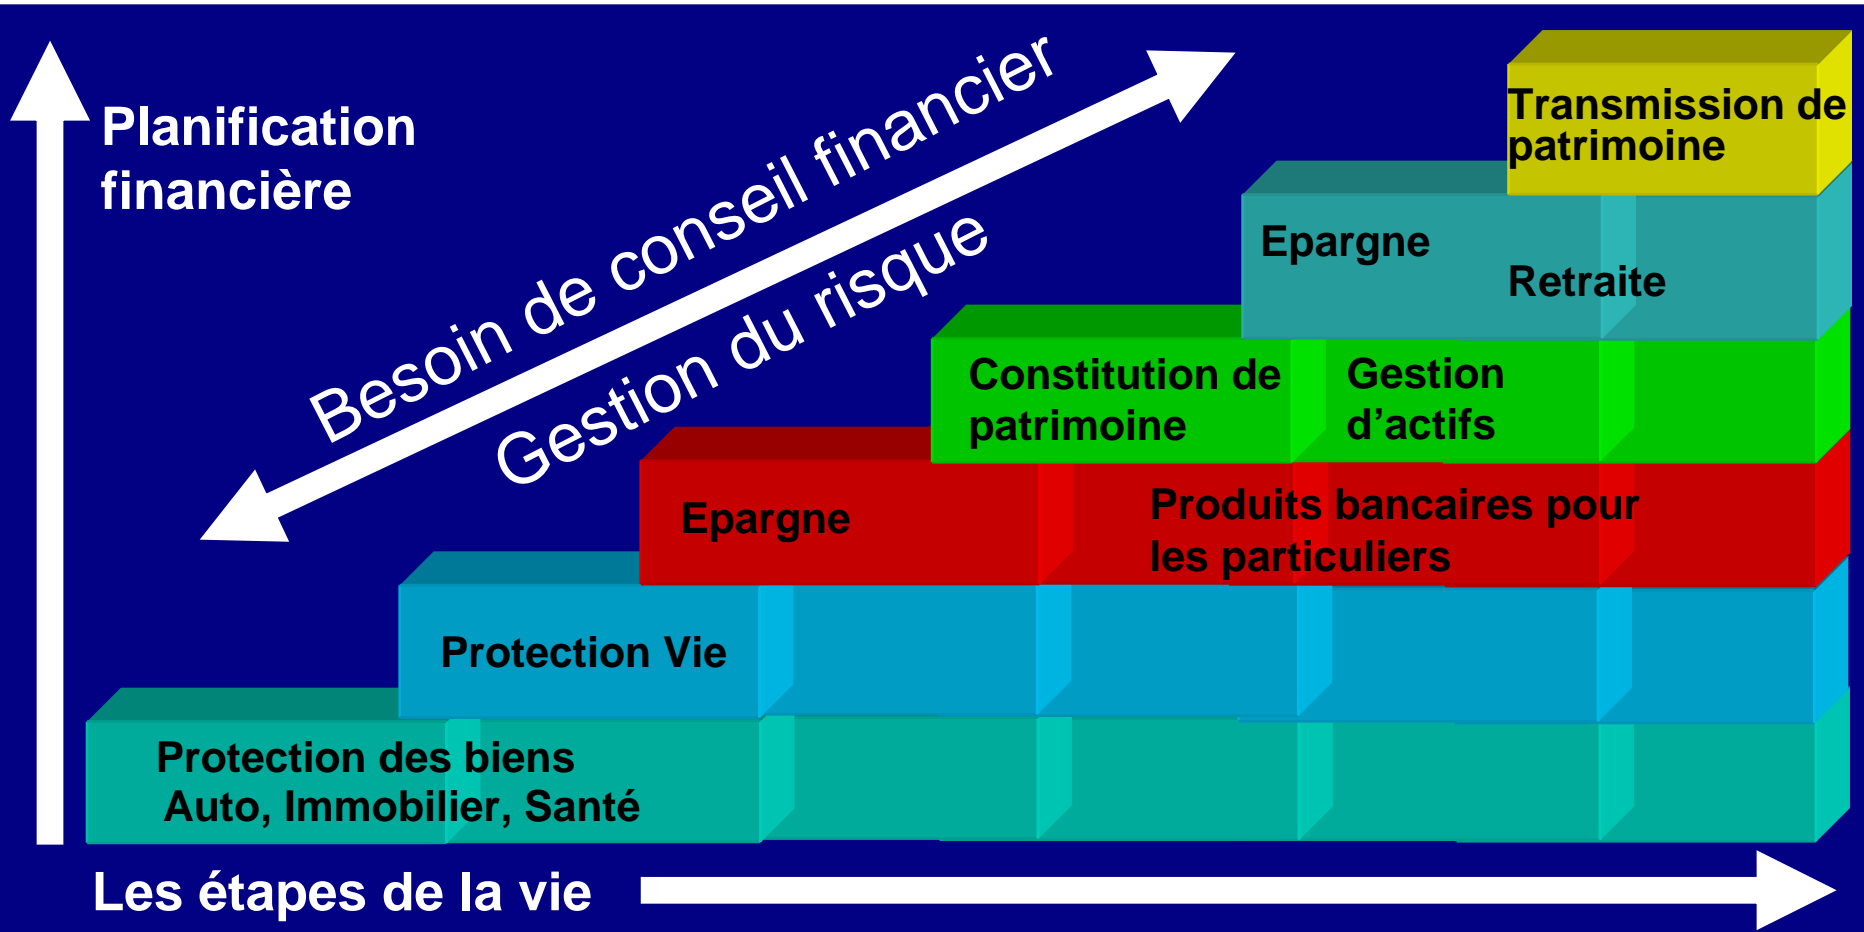 Planification
financière
Besoin de conseil financier
Gestion du risque
Transmission de
patrimoine
Epargne
Retraite
Constitution de
patrimoine
Gestion
d’actifs
Epargne
Produits bancaires pour
les particuliers
Protection Vie
Protection des biens
Auto, Immobilier, Santé
Les étapes de la vie